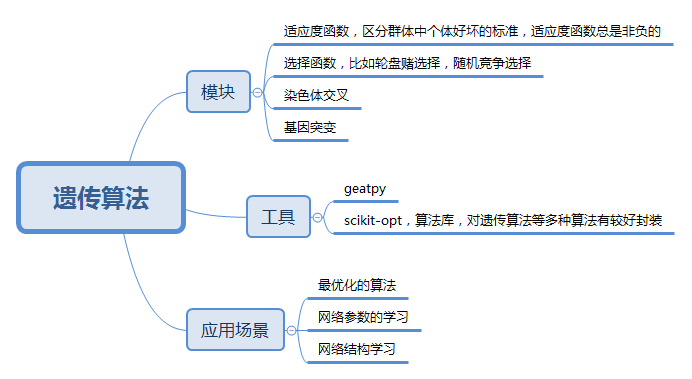 遗传算法
模块
适应度函数，区分群体中个体好坏的标准，适应度函数总是非负的
选择函数，比如轮盘赌选择，随机竞争选择
染色体交叉
基因突变
工具
geatpy
scikit-opt，算法库，对遗传算法等多种算法有较好封装
应用场景
最优化的算法
网络参数的学习
网络结构学习